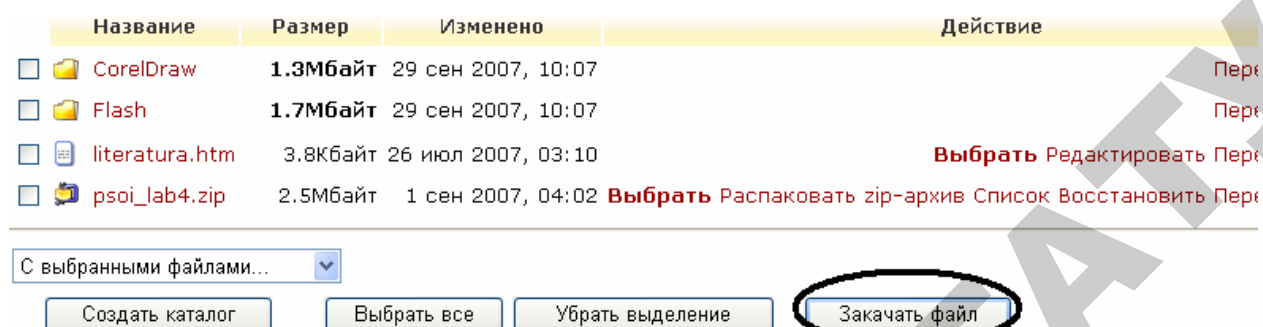 Название Размер Изменено Действие
CorelDraw 1.3Мбайт 29 сен 2007, 10:07
Flash 1.7Мбайт 29 сен 2007, 10:07
literatura.htm 3.8Кбайт 26 июл 2007, 03:10 Выбрать Редактировать
psoi_lab4.zip 2.5Мбайт 1 сен 2007, 04:02 Выбрать Распаковать zip-архив Список Восстановить
С выбранными файлами...
Создать каталог Выбрать все Убрать выделение Закачать файл